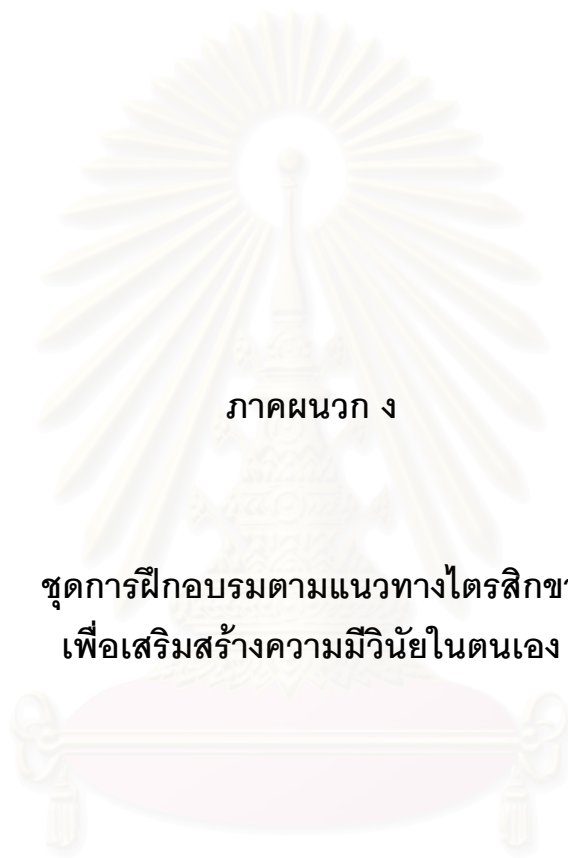 ภาคผนวก ง
ชุดการฝึกอบรมตามแนวทางไตรสิกขา
เพื่อเสริมสร้างความมีวินัยในตนเอง